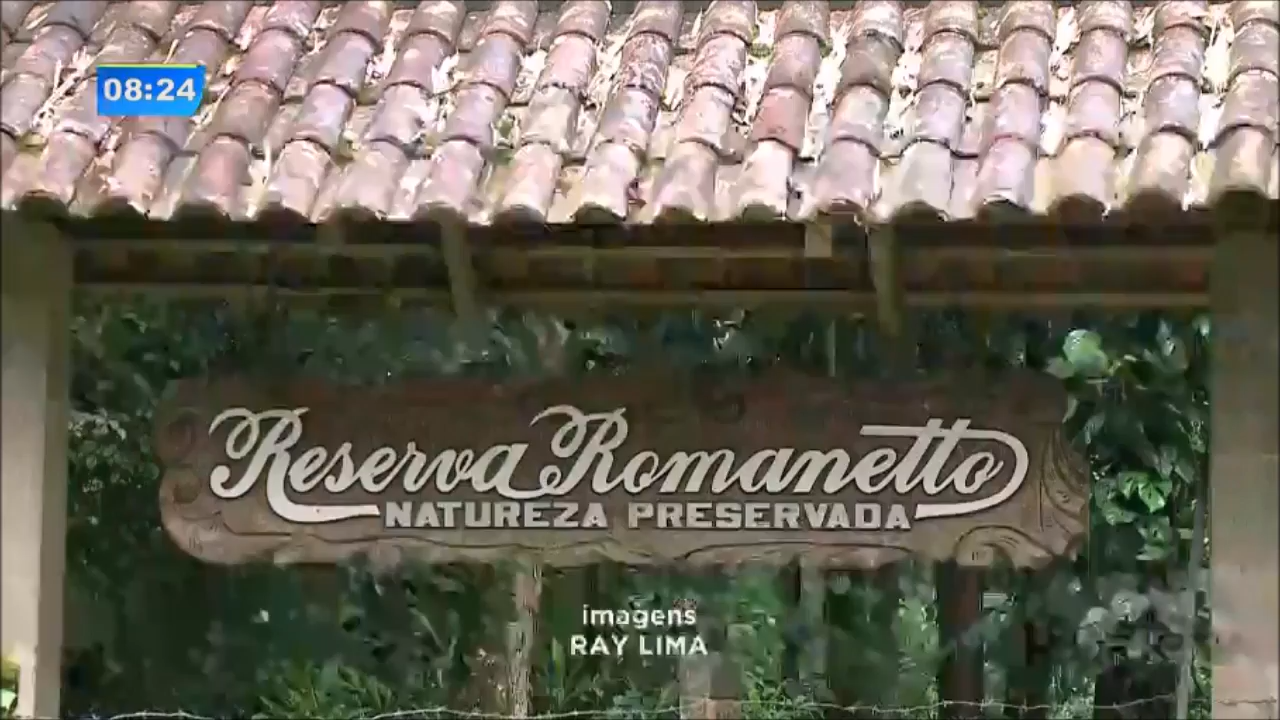 08:24
Reserva Romanetto
NATUREZA PRESERVADA
imagens
RAY LIMA